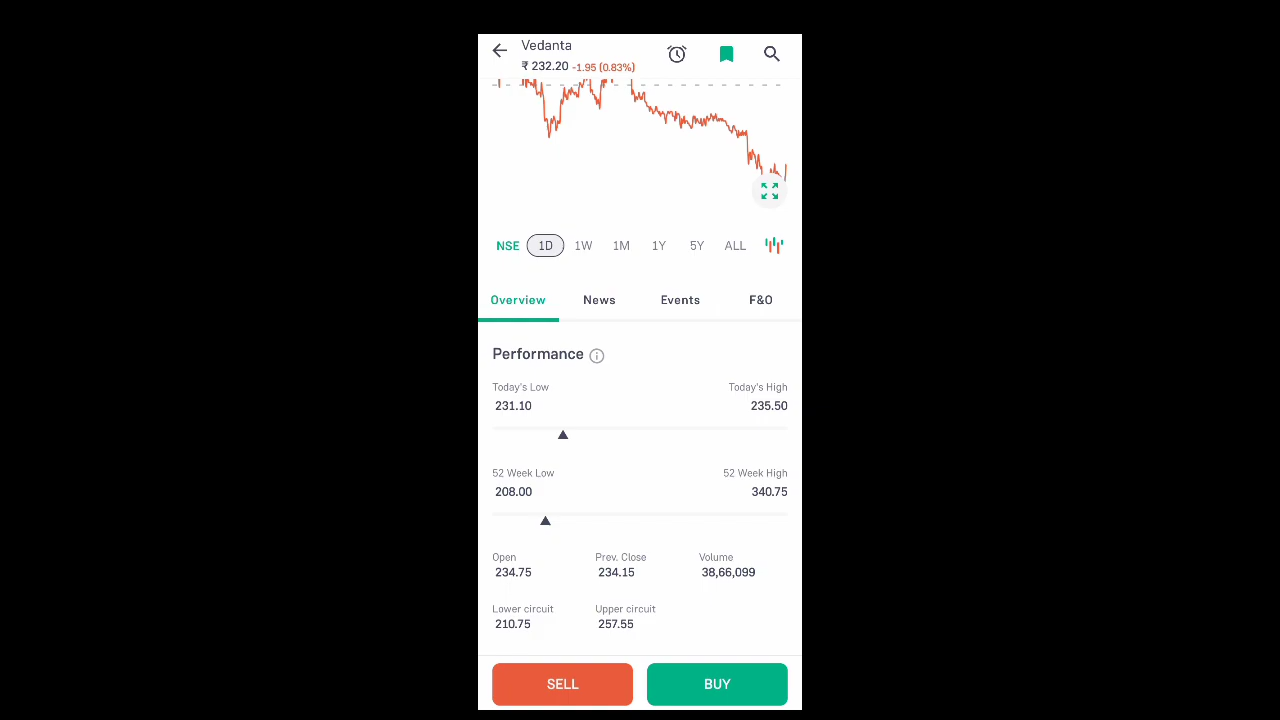 Vedanta
₹ 232.20 -1.95 (0.83%)
NSE 1D 1W 1M 1Y 5Y ALL
Overview News Events F&O
Performance
Today's Low Today's High
231.10 235.50
52 Week Low 52 Week High
208.00 340.75
Open Prev. Close Volume
234.75 234.15 38,66,099
Lower circuit Upper circuit
210.75 257.55
SELL BUY